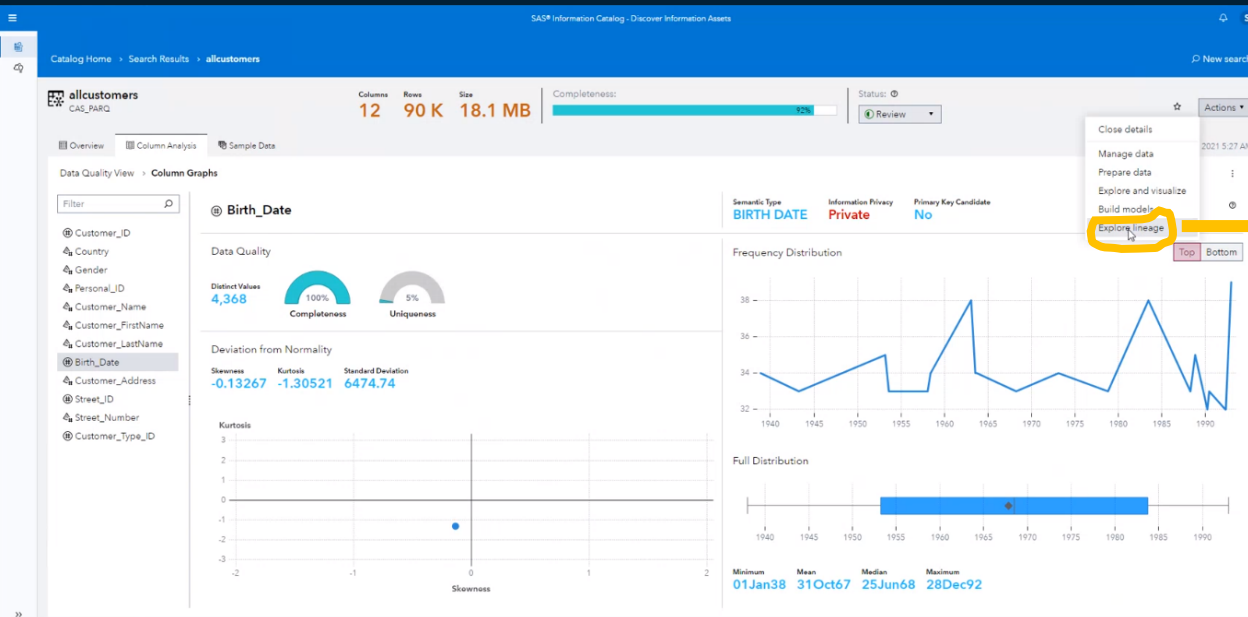 SAS® Information Catalog - Discover Information Assets
Catalog Home › Search Results › allcustomers
New search
allcustomers
CAS_PARQ
Columns Rows Size
12 90 K 18.1 MB
Completeness:
92%
Status:
Review
Actions
Overview Column Analysis Sample Data
2021 5:27 AM
Close details
Manage data
Prepare data
Explore and visualize
Build models
Explore lineage
Data Quality View › Column Graphs
Filter
Customer_ID
Country
Gender
Personal_ID
Customer_Name
Customer_FirstName
Customer_LastName
Birth_Date
Customer_Address
Street_ID
Street_Number
Customer_Type_ID
Birth_Date
Semantic Type Information Privacy Primary Key Candidate
BIRTH DATE Private No
Data Quality
Distinct Values
4,368
100%
Completeness
5%
Uniqueness
Deviation from Normality
Skewness Kurtosis Standard Deviation
-0.13267 -1.30521 6474.74
Kurtosis
3
2
1
0
-1
-2
-3
-2 -1 0 1 2
Skewness
Frequency Distribution
Top Bottom
38
36
34
32
1940 1945 1950 1955 1960 1965 1970 1975 1980 1985 1990
Full Distribution
1940 1945 1950 1955 1960 1965 1970 1975 1980 1985 1990
Minimum Mean Median Maximum
01Jan38 31Oct67 25Jun68 28Dec92